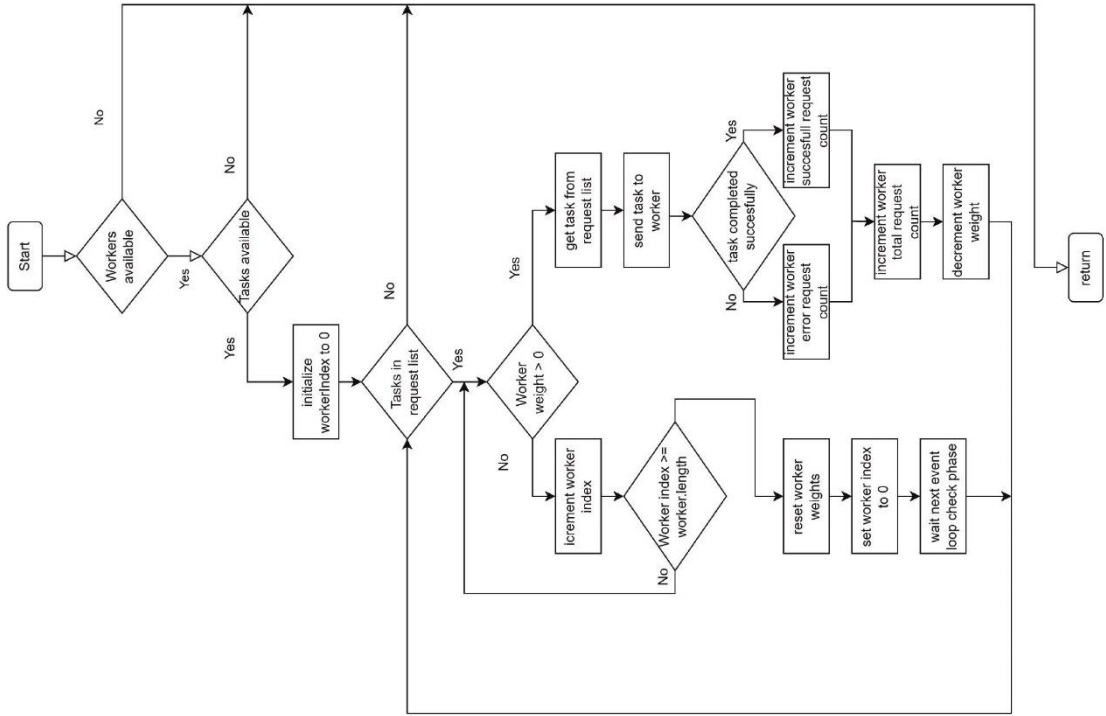 Start
Workers
available
No
Yes
Tasks available
No
Yes
initialize
workerIndex to 0
Tasks in
request list
No
Yes
Worker
weight > 0
Yes
No
get task from
request list
send task to
worker
task completed
succesfully
Yes
No
increment worker
succesfull request
count
increment worker
error request
count
increment worker
total request
count
decrement worker
weight
icrement worker
index
Worker index >=
worker.length
No
reset worker
weights
set worker index
to 0
wait next event
loop check phase
return